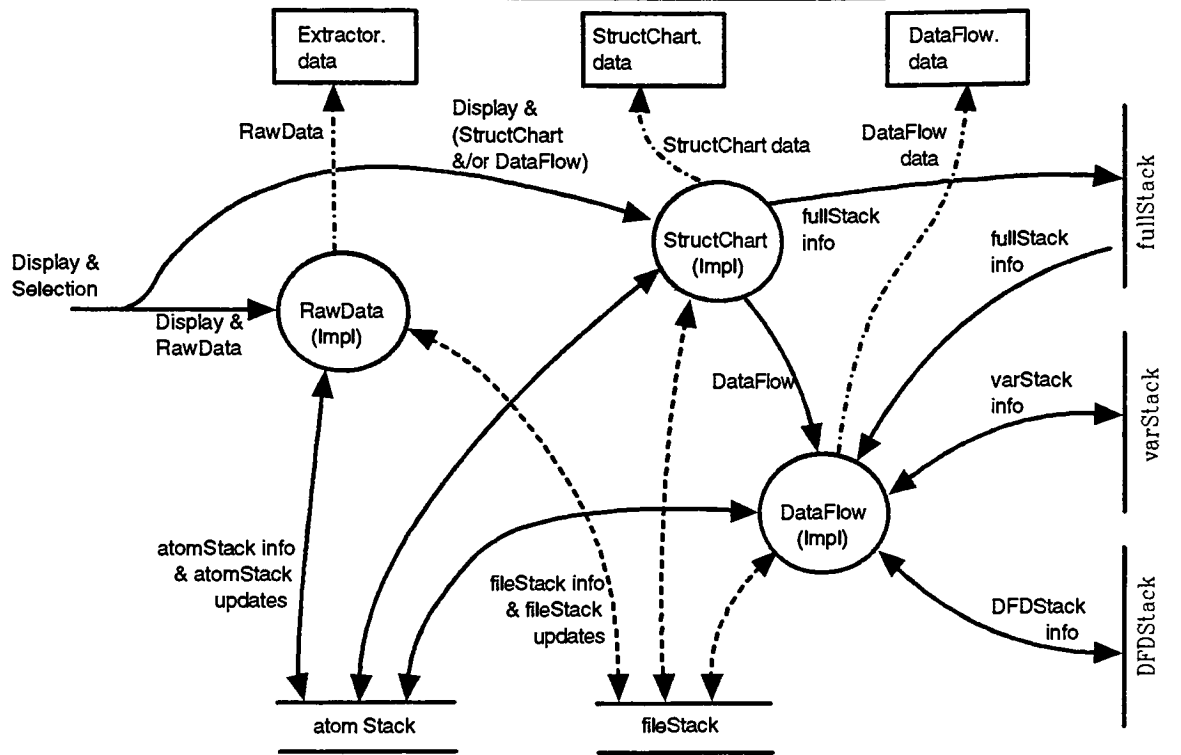 Extractor.
data
StructChart.
data
DataFlow.
data
RawData
Display &
(StructChart
&/or DataFlow)
StructChart data
DataFlow
data
fullStack
StructChart
(Impl)
fullStack
info
fullStack
info
Display &
Selection
RawData
(Impl)
Display &
RawData
DataFlow
varStack
info
varStack
DataFlow
(Impl)
atomStack info
& atomStack
updates
fileStack info
& fileStack
updates
DFDStack
info
DFDStack
atom Stack
fileStack